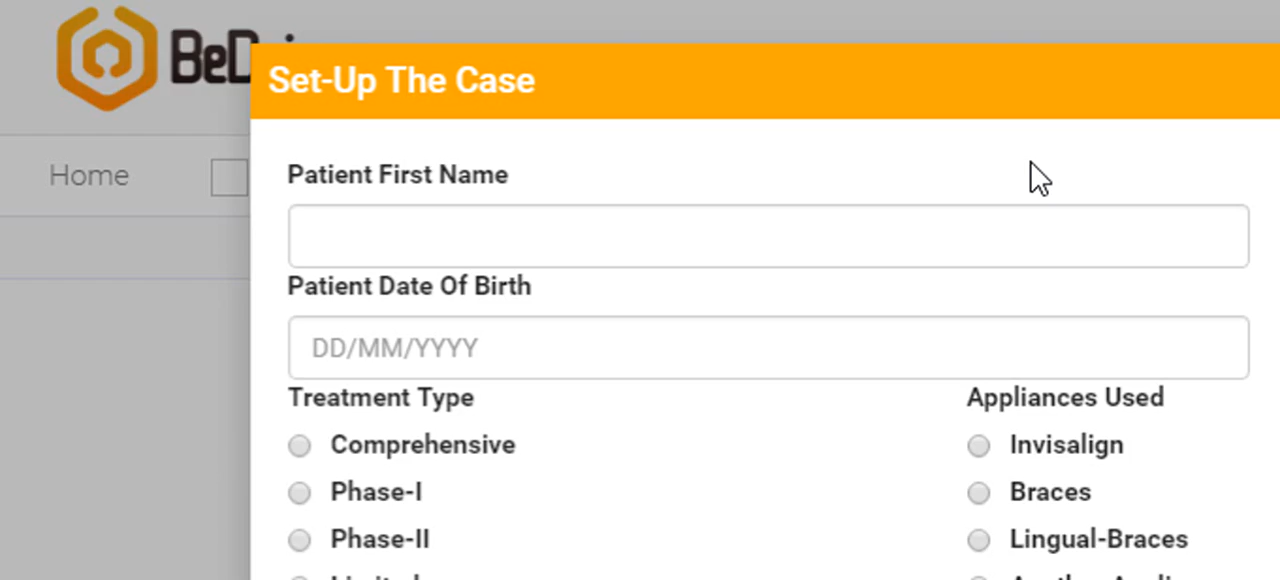 Set-Up The Case
Home
Patient First Name
Patient Date Of Birth
DD/MM/YYYY
Treatment Type
Appliances Used
Comprehensive
Invisalign
Phase-I
Braces
Phase-II
Lingual-Braces